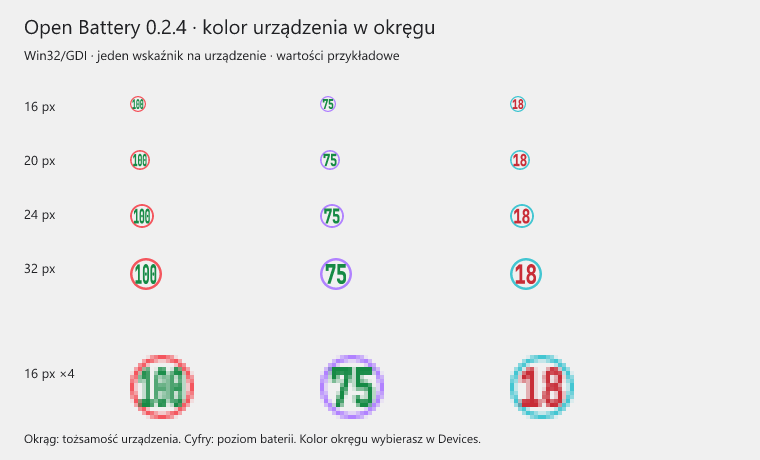 Open Battery 0.2.4 · kolor urządzenia w okręgu
Win32/GDI · jeden wskaźnik na urządzenie · wartości przykładowe
16 px 100 75 18
20 px 100 75 18
24 px 100 75 18
32 px 100 75 18
16 px ×4 100 75 18
Okrąg: tożsamość urządzenia. Cyfry: poziom baterii. Kolor okręgu wybierasz w Devices.